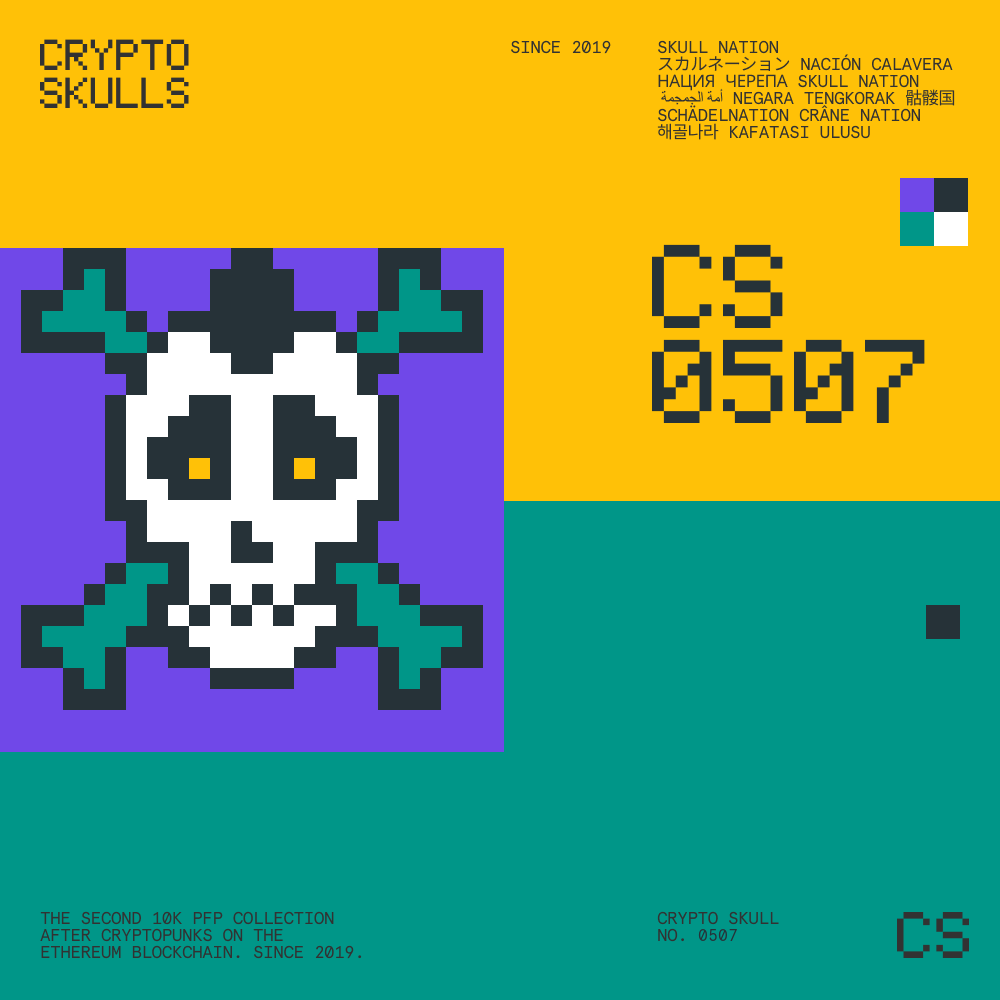 CRYPTO
SKULLS
SINCE 2019
SKULL NATION
スカルネーション NACIÓN CALAVERA
НАЦИЯ ЧЕРЕПА SKULL NATION
أمة الجمجمة NEGARA TENGKORAK 骷髅国
SCHÄDELNATION CRÂNE NATION
해골나라 KAFATASI ULUSU
CS
0507
THE SECOND 10K PFP COLLECTION
AFTER CRYPTOPUNKS ON THE
ETHEREUM BLOCKCHAIN. SINCE 2019.
CRYPTO SKULL
NO. 0507
CS